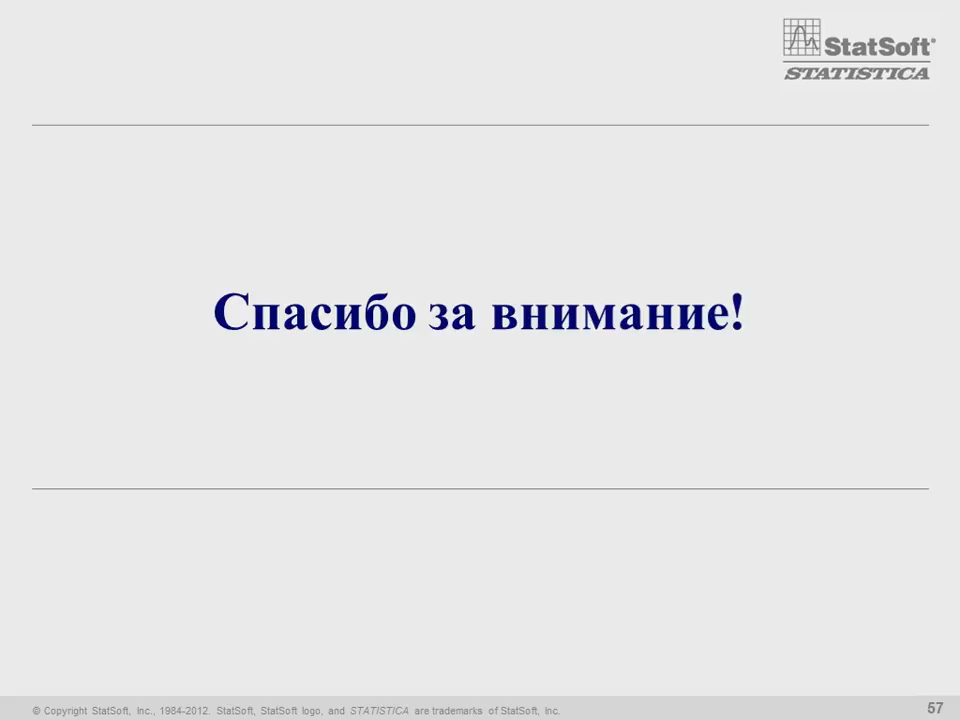 StatSoft®
STATISTICA
Спасибо за внимание!
© Copyright StatSoft, Inc., 1984-2012. StatSoft, StatSoft logo, and STATISTICA are trademarks of StatSoft, Inc.
57